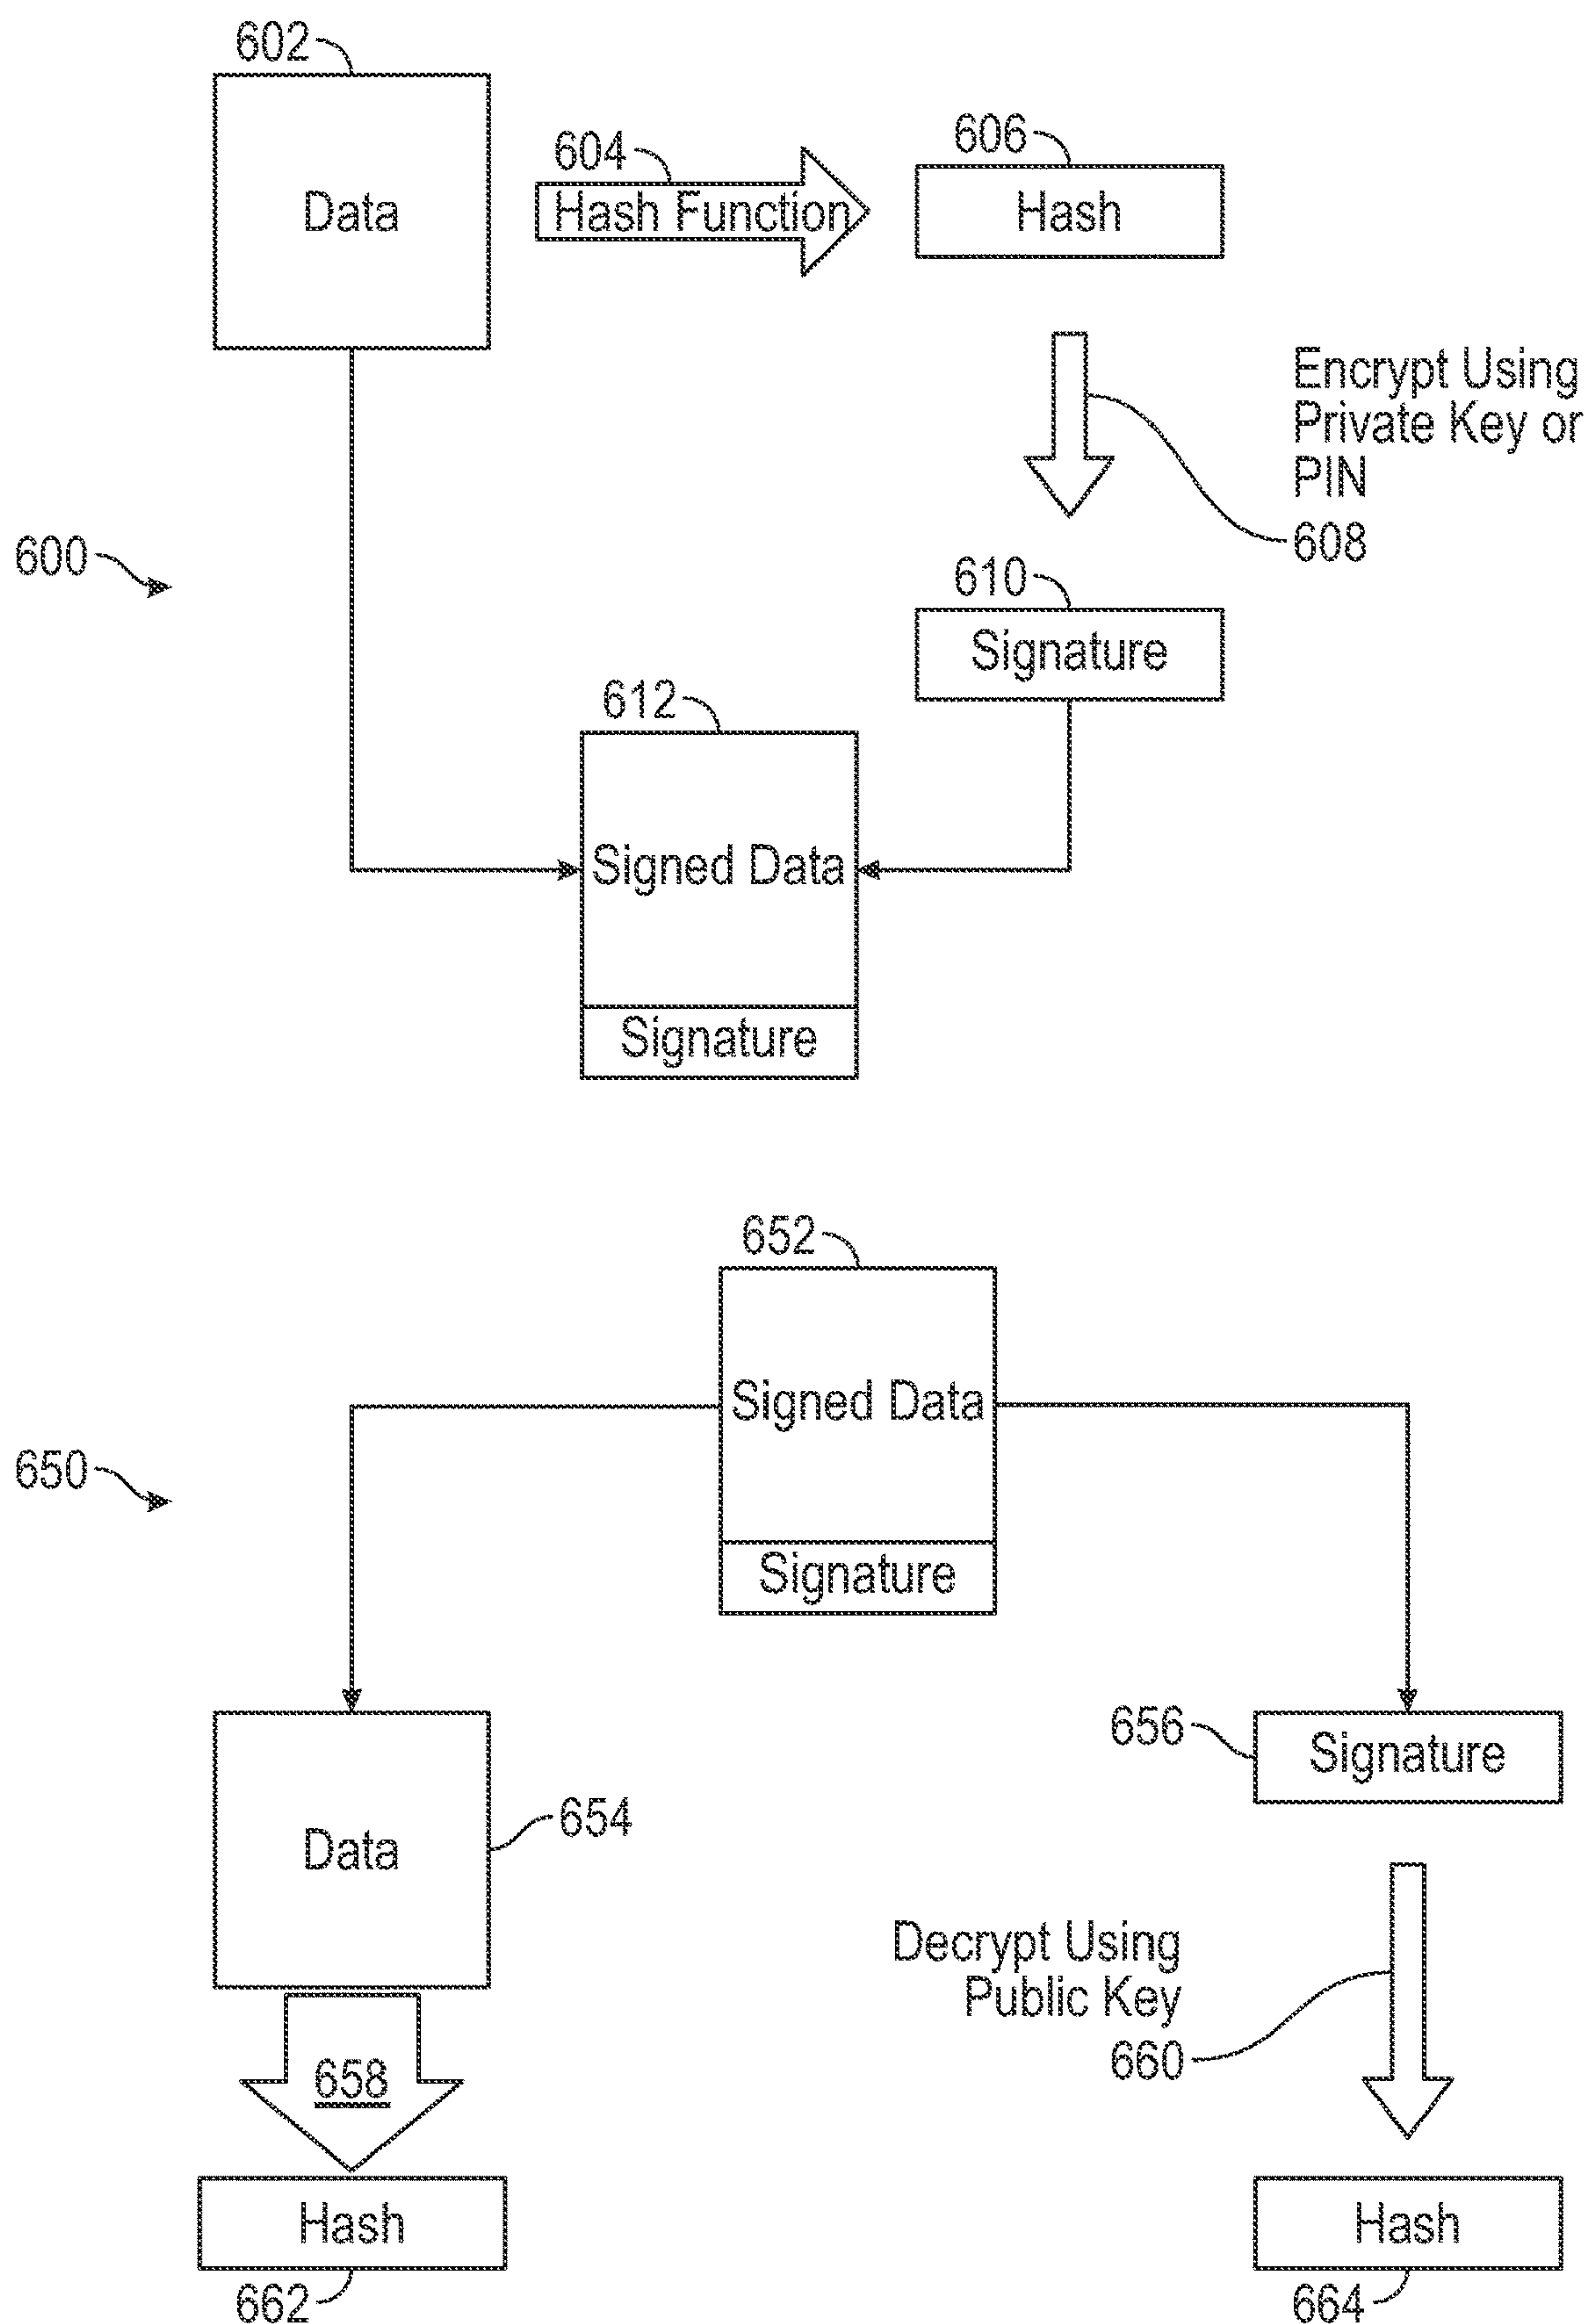 602
Data
604
Hash Function
606
Hash
Encrypt Using
Private Key or
PIN
608
600
610
Signature
612
Signed Data
Signature
652
Signed Data
Signature
650
656
Signature
654
Data
Decrypt Using
Public Key
660
658
Hash
662
Hash
664